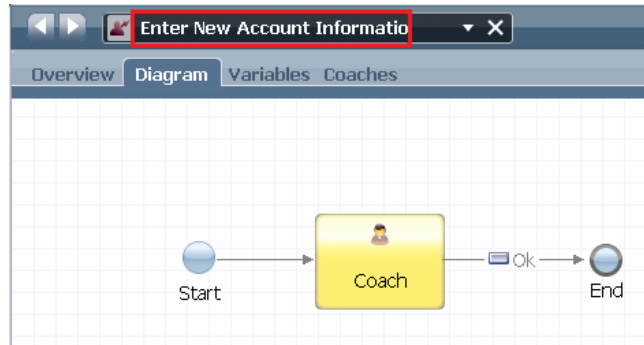 Enter New Account Informatio
Overview Diagram Variables Coaches
Start
Coach
Ok
End